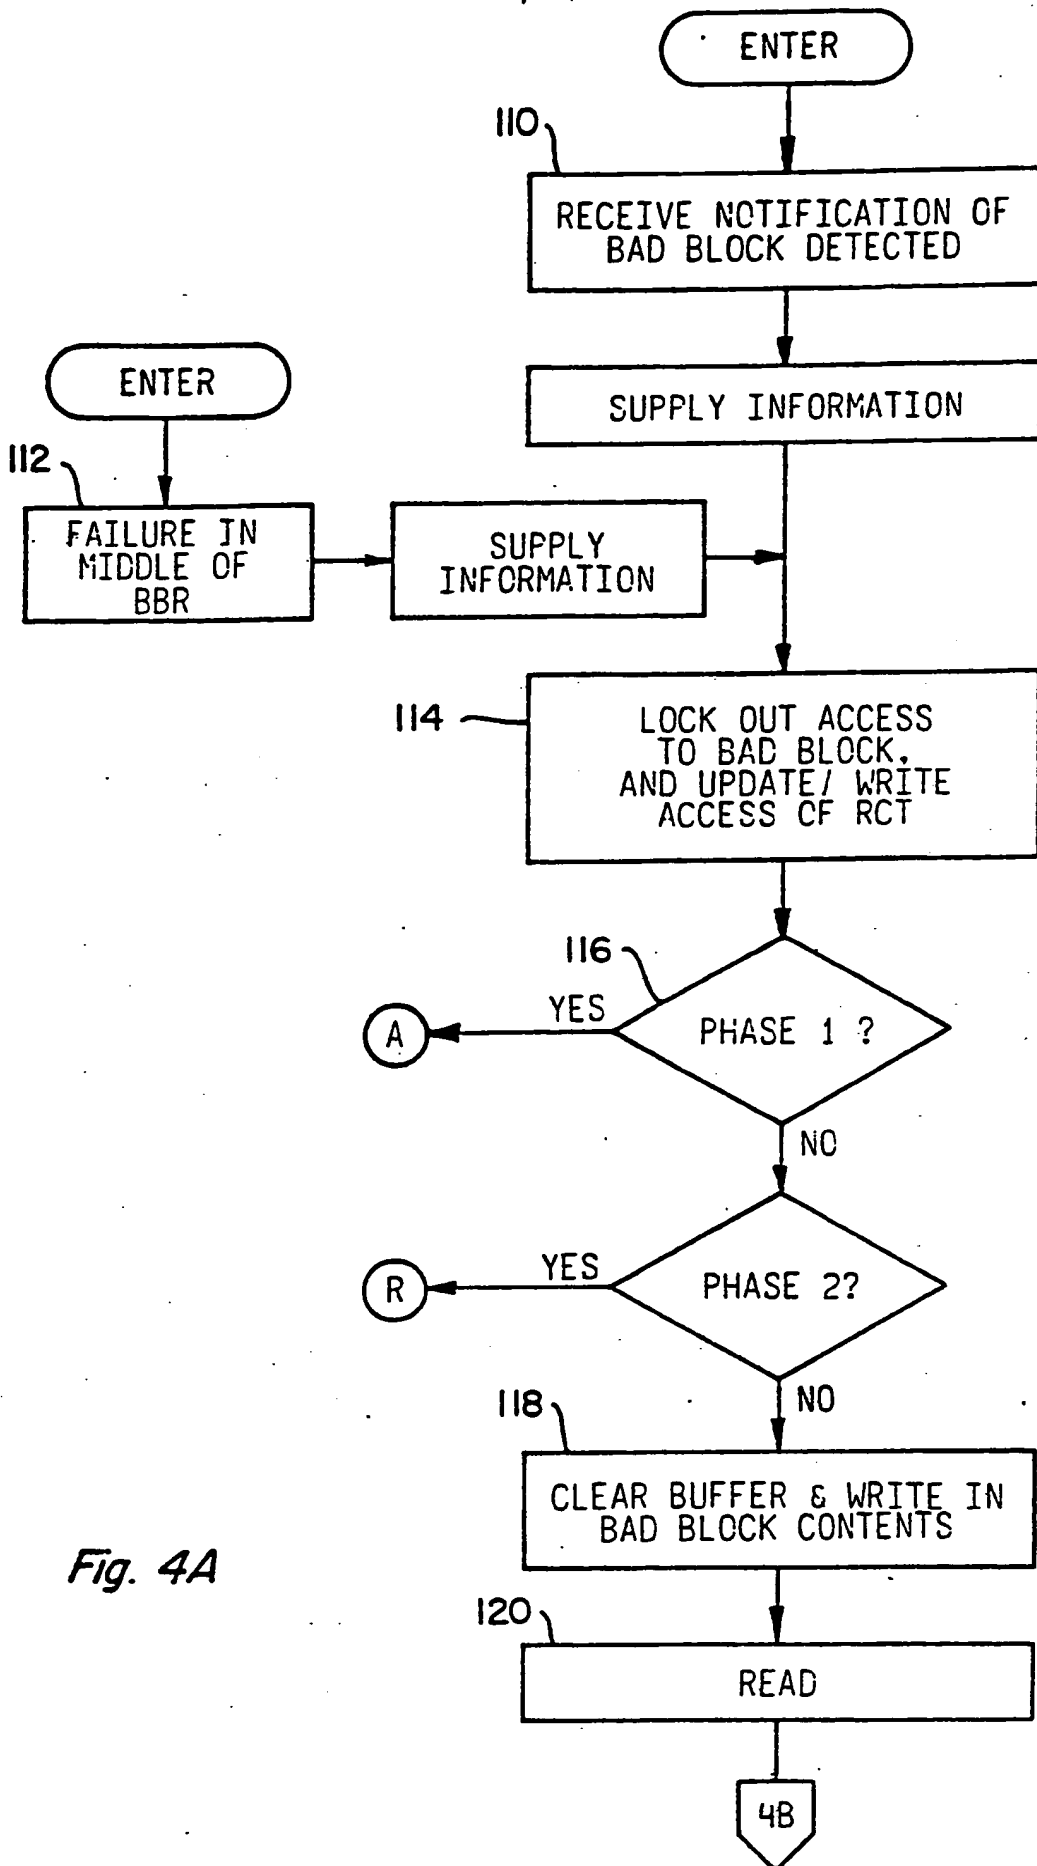 ENTER
110
RECEIVE NOTIFICATION OF
BAD BLOCK DETECTED
SUPPLY INFORMATION
ENTER
112
FAILURE IN
MIDDLE OF
BBR
SUPPLY
INFORMATION
114
LOCK OUT ACCESS
TO BAD BLOCK,
AND UPDATE/ WRITE
ACCESS OF RCT
116
YES
PHASE 1 ?
A
NO
YES
PHASE 2?
R
NO
118
CLEAR BUFFER & WRITE IN
BAD BLOCK CONTENTS
Fig. 4A
120
READ
4B